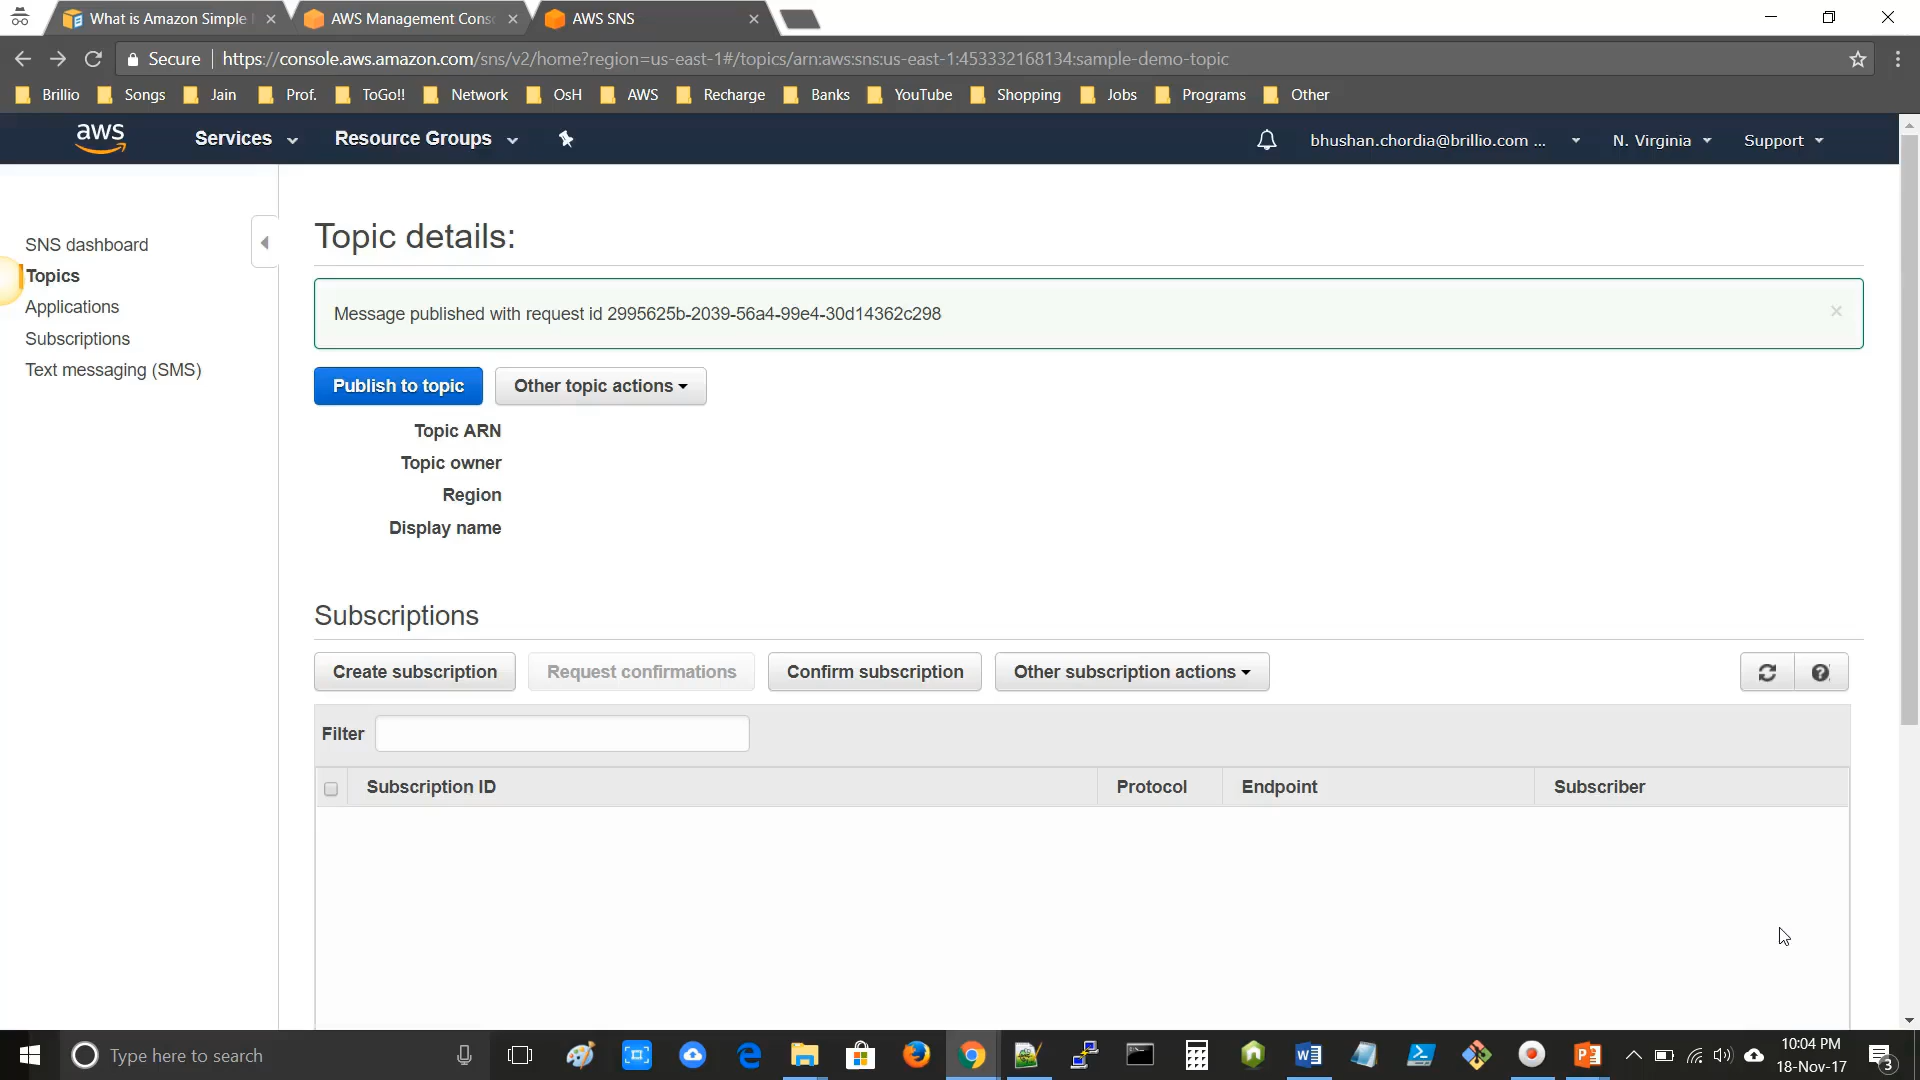 What is Amazon Simple
AWS Management Cons
AWS SNS
Secure
https://console.aws.amazon.com/sns/v2/home?region=us-east-1#/topics/arn:aws:sns:us-east-1:453332168134:sample-demo-topic
Brillio
Songs
Jain
Prof.
ToGo!!
Network
OsH
AWS
Recharge
Banks
YouTube
Shopping
Jobs
Programs
Other
aws
Services
Resource Groups
bhushan.chordia@brillio.com ...
N. Virginia
Support
SNS dashboard
Topics
Applications
Subscriptions
Text messaging (SMS)
Topic details:
Message published with request id 2995625b-2039-56a4-99e4-30d14362c298
Publish to topic
Other topic actions
Topic ARN
Topic owner
Region
Display name
Subscriptions
Create subscription
Request confirmations
Confirm subscription
Other subscription actions
Filter
Subscription ID
Protocol
Endpoint
Subscriber
Type here to search
10:04 PM
18-Nov-17
3